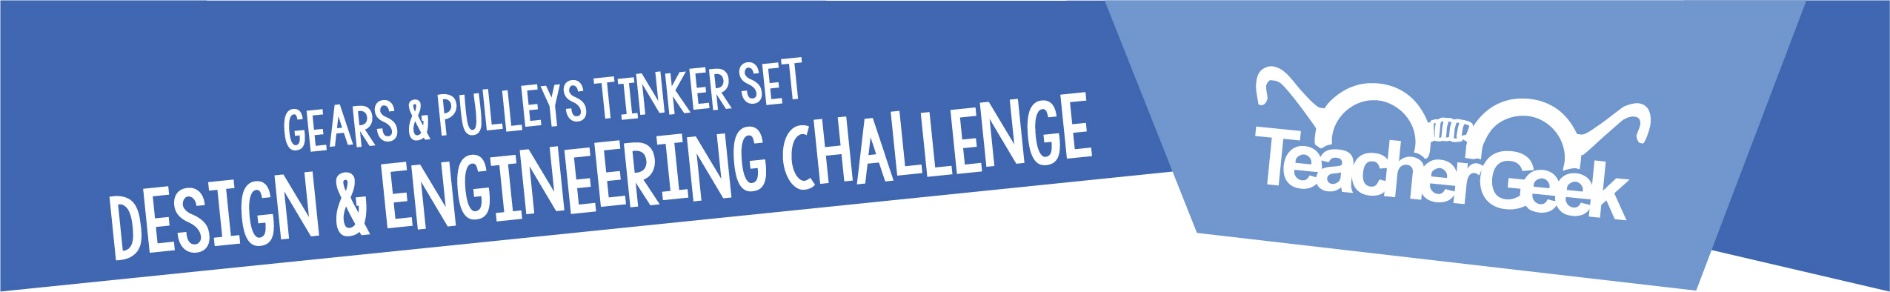 GEARS & PULLEYS TINKER SET
DESIGN & ENGINEERING CHALLENGE
TeacherGeek